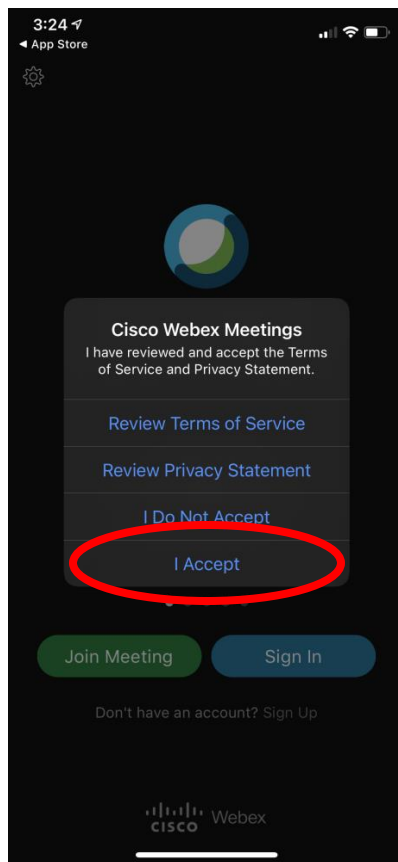 3:24
◀ App Store
Cisco Webex Meetings
I have reviewed and accept the Terms
of Service and Privacy Statement.
Review Terms of Service
Review Privacy Statement
I Do Not Accept
I Accept
Join Meeting
Sign In
Don't have an account? Sign Up
CISCO Webex